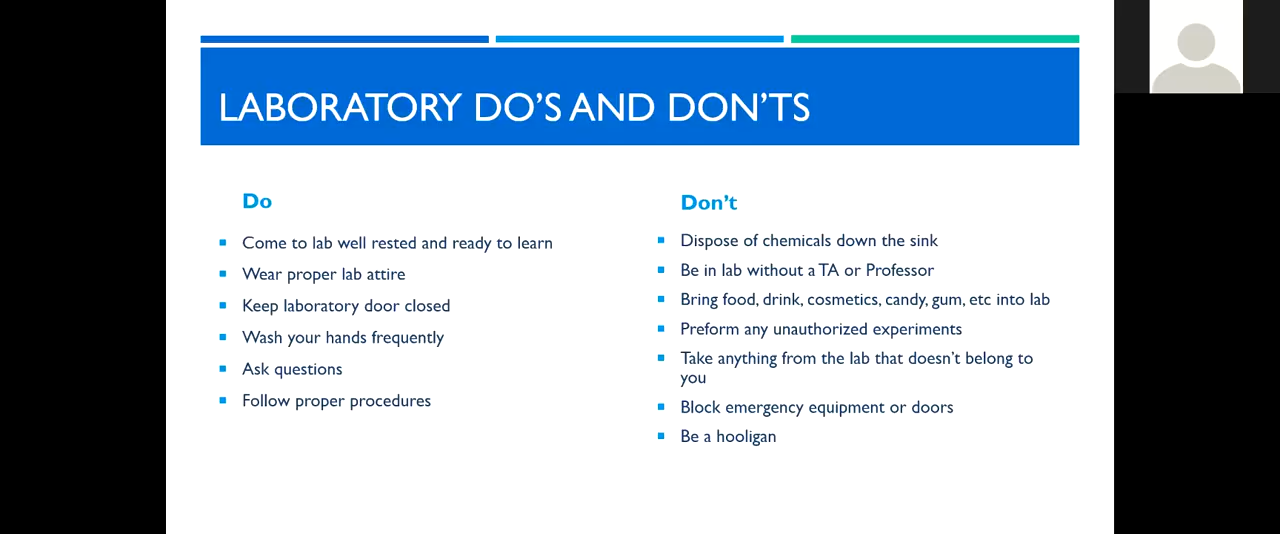 LABORATORY DO’S AND DON’TS
Do
Come to lab well rested and ready to learn
Wear proper lab attire
Keep laboratory door closed
Wash your hands frequently
Ask questions
Follow proper procedures
Don’t
Dispose of chemicals down the sink
Be in lab without a TA or Professor
Bring food, drink, cosmetics, candy, gum, etc into lab
Preform any unauthorized experiments
Take anything from the lab that doesn’t belong to
you
Block emergency equipment or doors
Be a hooligan